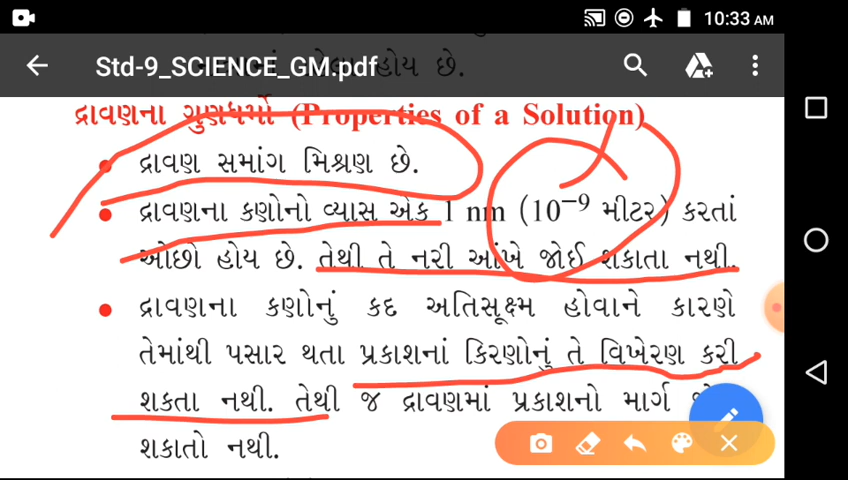 10:33 AM
હોય છે.
Std-9_SCIENCE_GM.pdf
દ્રાવણના ગુણધર્મો (Properties of a Solution)
• દ્રાવણ સમાંગ મિશ્રણ છે.
• દ્રાવણના કણોનો વ્યાસ એક 1 nm (10⁻⁹ મીટર) કરતાં
ઓછો હોય છે. તેથી તે નરી આંખે જોઈ શકાતા નથી.
• દ્રાવણના કણોનું કદ અતિસૂક્ષ્મ હોવાને કારણે
તેમાંથી પસાર થતા પ્રકાશનાં કિરણોનું તે વિખેરણ કરી
શકતા નથી. તેથી જ દ્રાવણમાં પ્રકાશનો માર્ગ
શકાતો નથી.